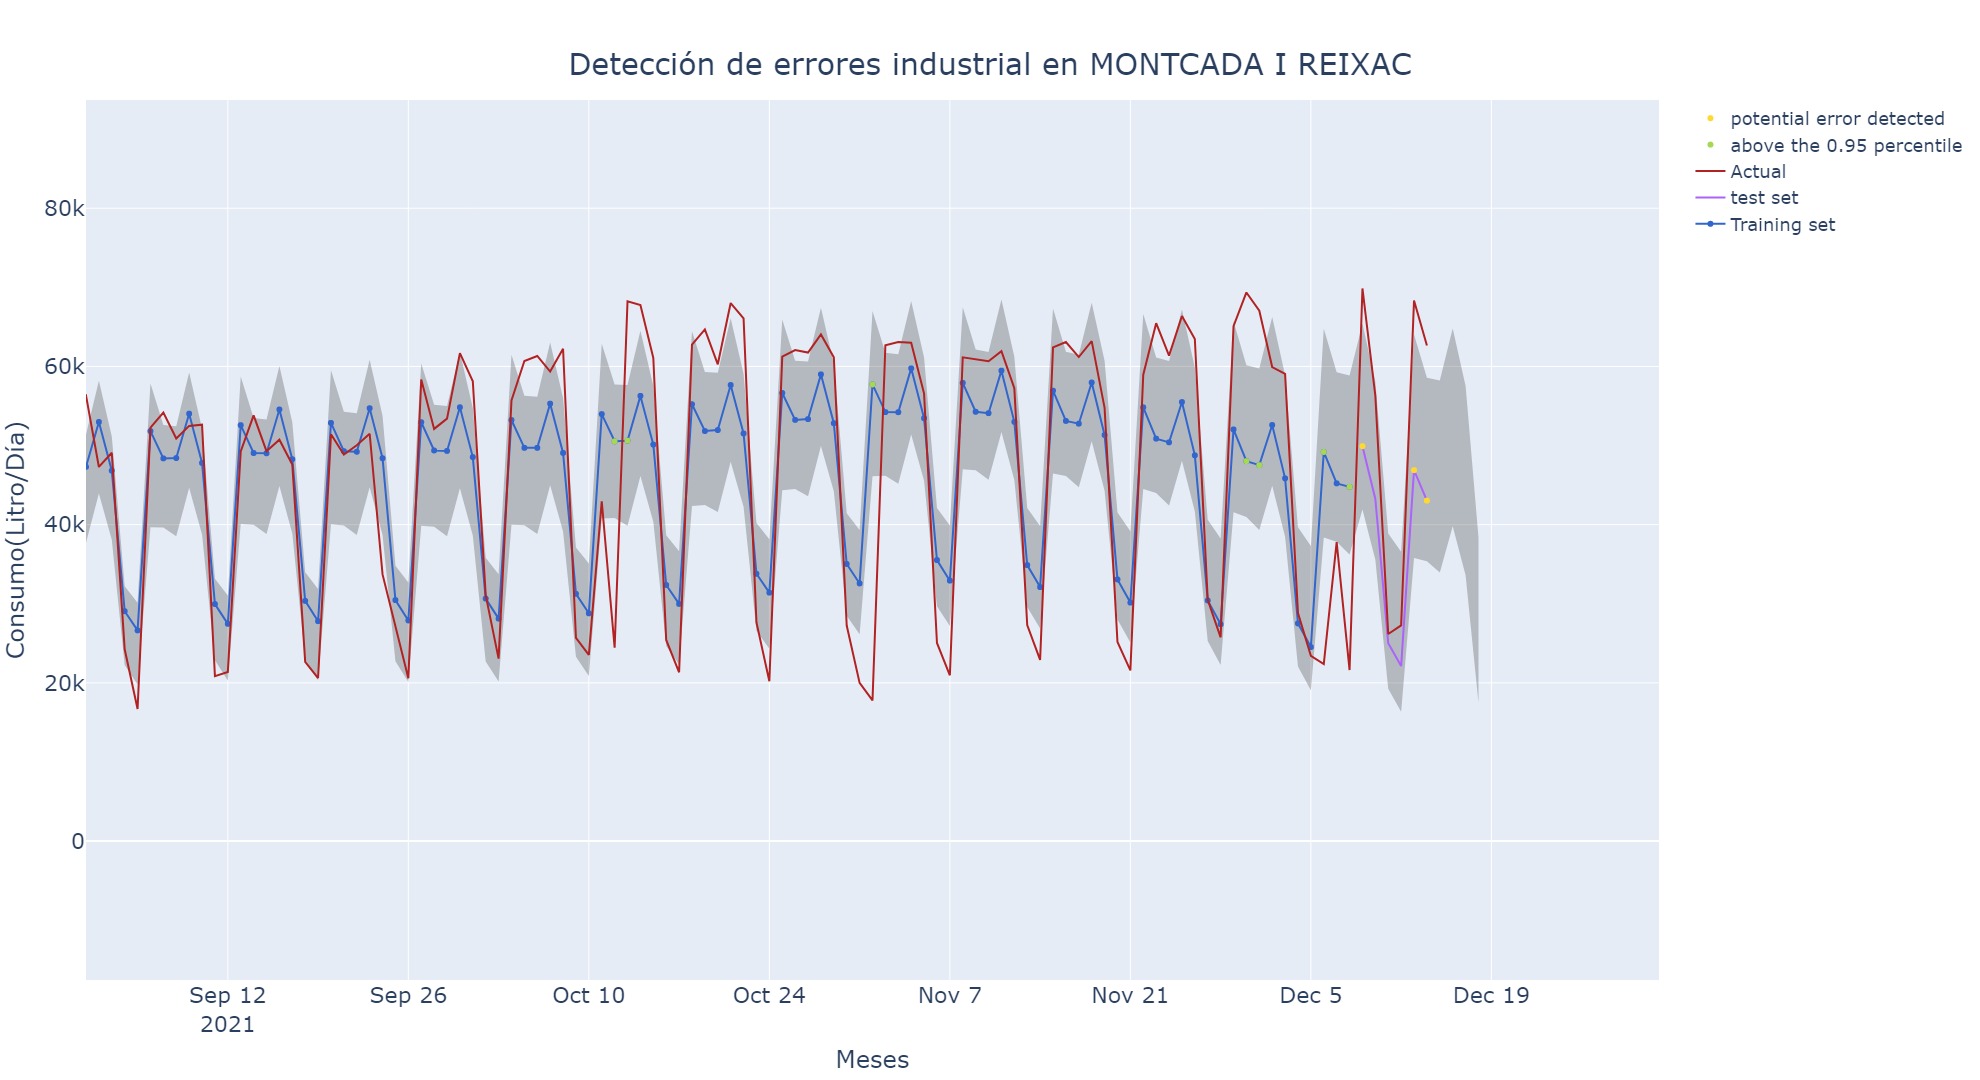 Detección de errores industrial en MONTCADA I REIXAC
potential error detected
above the 0.95 percentile
Actual
test set
Training set
Consumo(Litro/Día)
80k
60k
40k
20k
0
Sep 12
2021
Sep 26
Oct 10
Oct 24
Nov 7
Nov 21
Dec 5
Dec 19
Meses